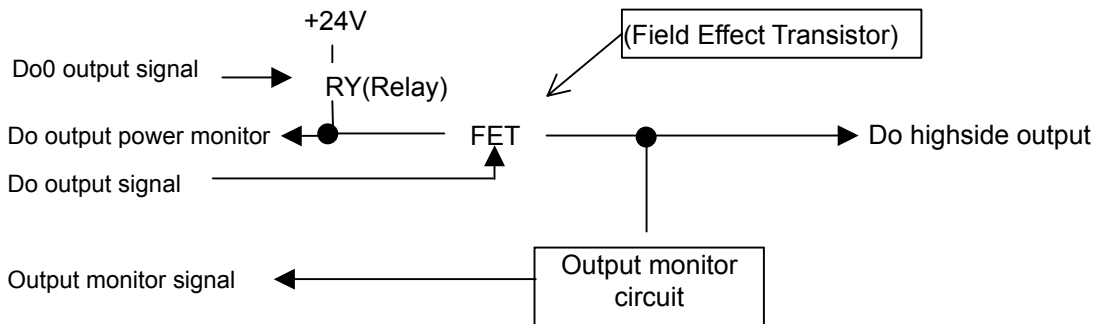 +24V
(Field Effect Transistor)
Do0 output signal
RY(Relay)
Do output power monitor
FET
Do highside output
Do output signal
Output monitor signal
Output monitor
circuit